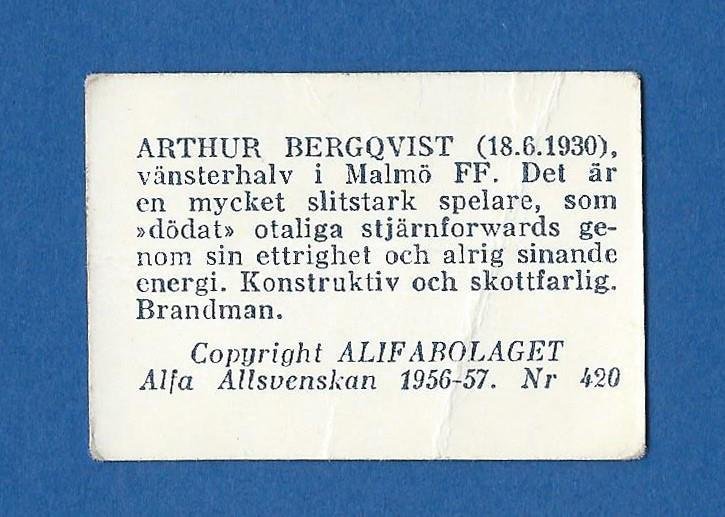 ARTHUR BERGQVIST (18.6.1930),
vänsterhalv i Malmö FF. Det är
en mycket slitstark spelare, som
»dödat» otaliga stjärnforwards ge-
nom sin ettrighet och alrig sinande
energi. Konstruktiv och skottfarlig.
Brandman.
Copyright ALIFABOLAGET
Alfa Allsvenskan 1956-57. Nr 420